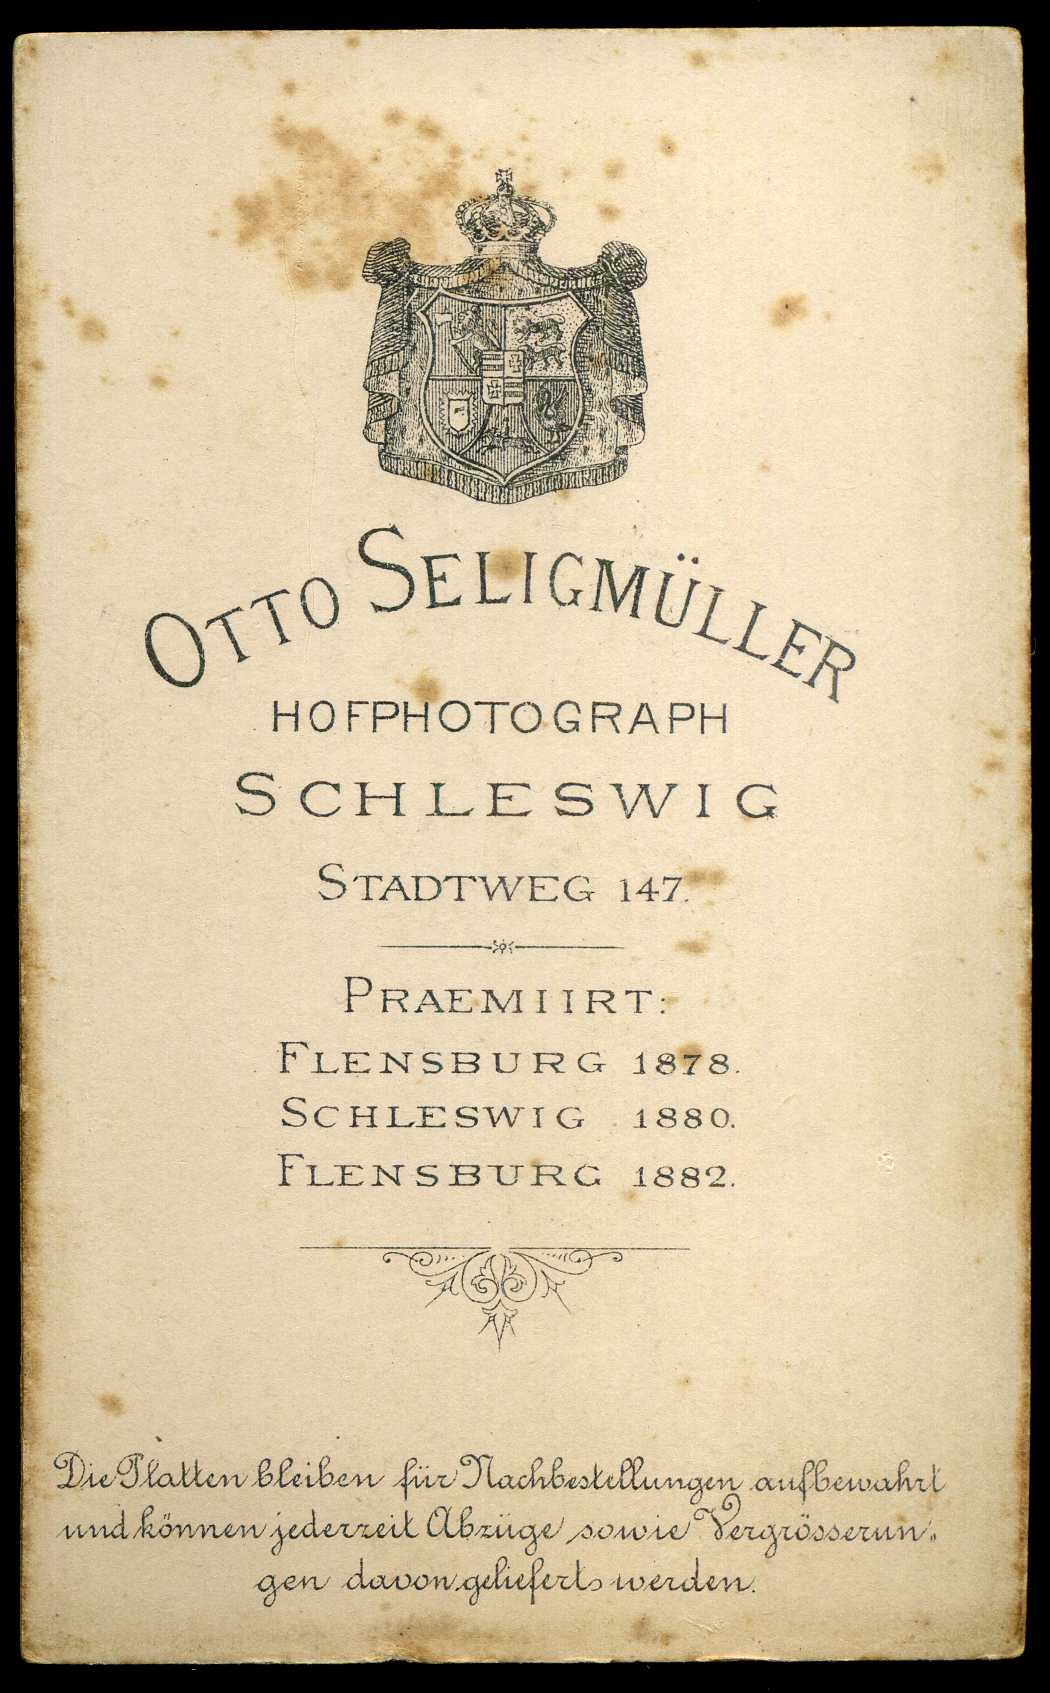 OTTO SELIGMÜLLER
HOFPHOTOGRAPH
SCHLESWIG
STADTWEG 147.
PRAEMIIRT:
FLENSBURG 1878.
SCHLESWIG 1880.
FLENSBURG 1882.
Die Platten bleiben für Nachbestellungen aufbewahrt
und können jederzeit Abzüge sowie Vergrösserun„
gen davon geliefert werden.